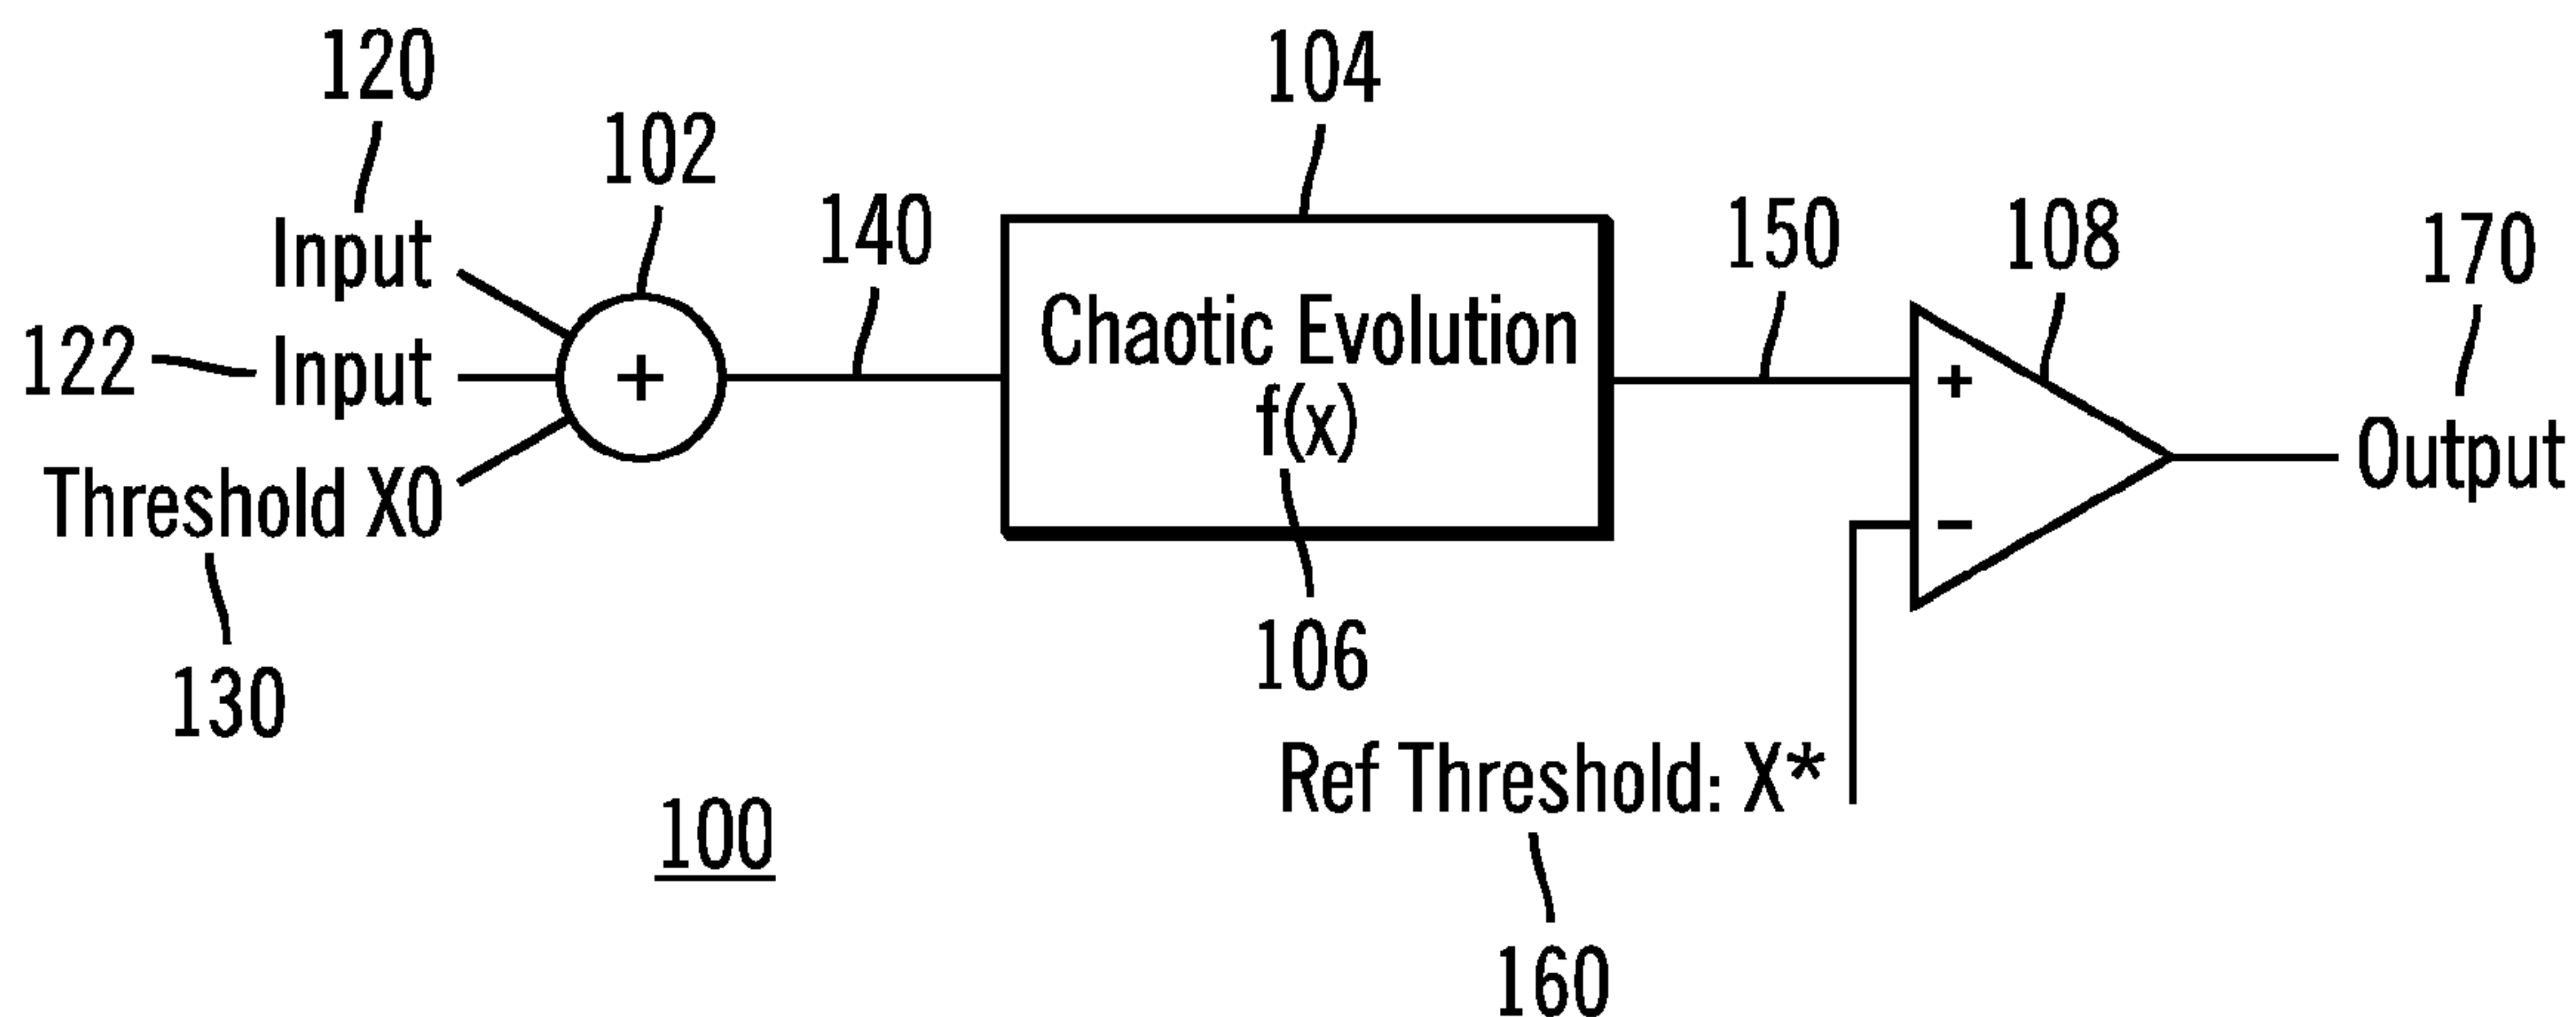 120
102
104
140
150
108
170
Input
122
Input
+
Chaotic Evolution
f(x)
+
−
Threshold X0
Output
130
106
Ref Threshold: X*
100
160